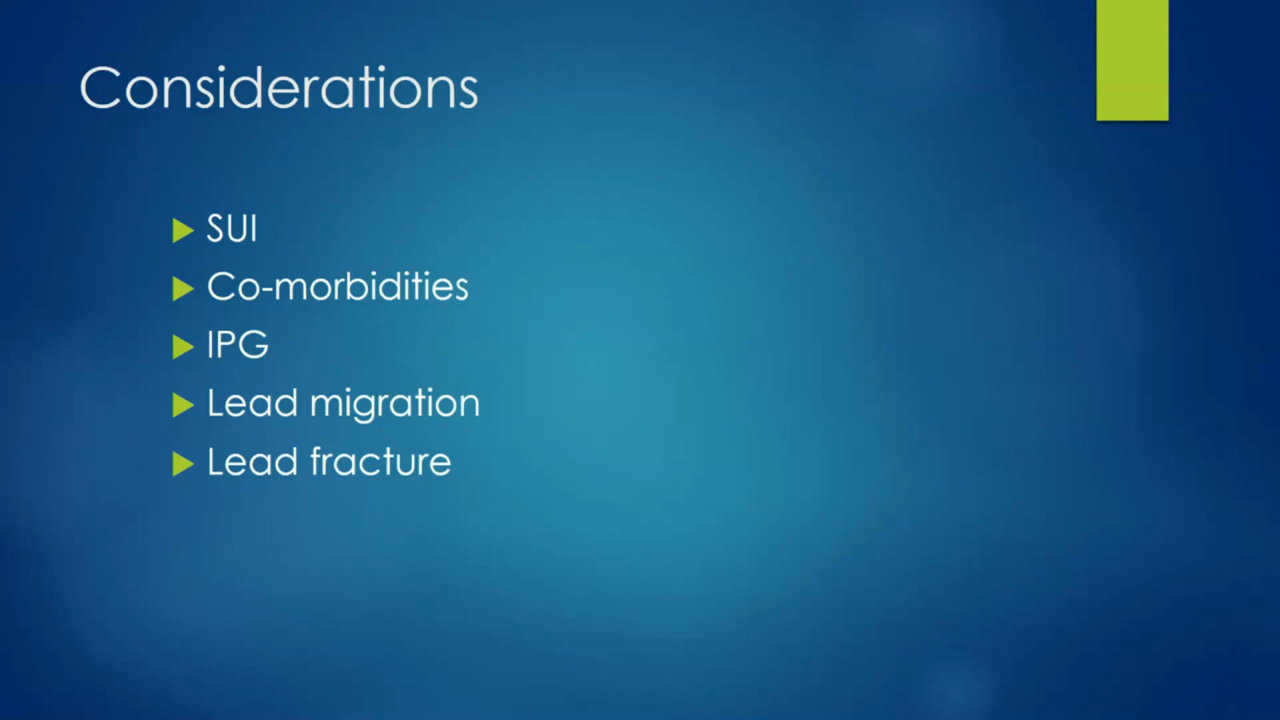 Considerations
SUI
Co-morbidities
IPG
Lead migration
Lead fracture